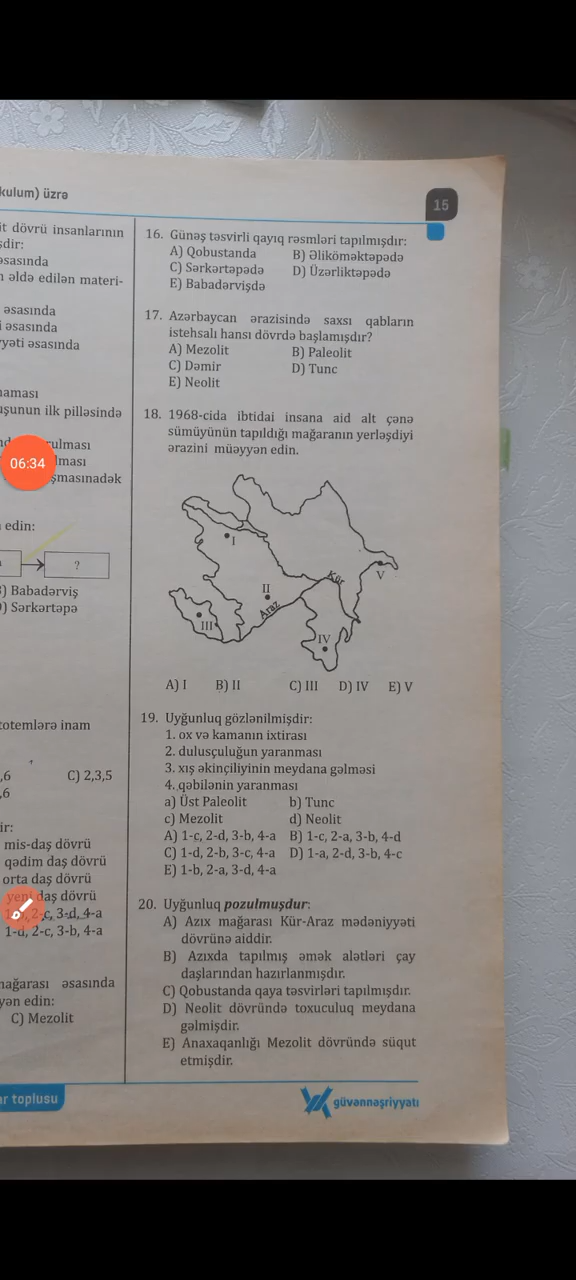 kulum) üzrə
15
it dövrü insanlarının
şdir:
əsasında
n əldə edilən materi-
əsasında
i əsasında
yyəti əsasında
naması
uşunun ilk pilləsində
rulması
lması
şmasınadək
06:34
n edin:
?
3) Babadərviş
D) Sərkərtəpə
totemlərə inam
,6 C) 2,3,5
,6
ir:
mis-daş dövrü
qədim daş dövrü
orta daş dövrü
yeni daş dövrü
2-c, 3-d, 4-a
1-d, 2-c, 3-b, 4-a
mağarası əsasında
yən edin:
C) Mezolit
ar toplusu
16. Günəş təsvirli qayıq rəsmləri tapılmışdır:
A) Qobustanda B) Əliköməktəpədə
C) Sərkərtəpədə D) Üzərliktəpədə
E) Babadərvişdə
17. Azərbaycan ərazisində saxsı qabların
istehsalı hansı dövrdə başlamışdır?
A) Mezolit B) Paleolit
C) Dəmir D) Tunc
E) Neolit
18. 1968-cida ibtidai insana aid alt çənə
sümüyünün tapıldığı mağaranın yerləşdiyi
ərazini müəyyən edin.
I
II
III
IV
V
Kür
Araz
A) I B) II C) III D) IV E) V
19. Uyğunluq gözlənilmişdir:
1. ox və kamanın ixtirası
2. dulusçuluğun yaranması
3. xış əkinçiliyinin meydana gəlməsi
4. qəbilənin yaranması
a) Üst Paleolit b) Tunc
c) Mezolit d) Neolit
A) 1-c, 2-d, 3-b, 4-a B) 1-c, 2-a, 3-b, 4-d
C) 1-d, 2-b, 3-c, 4-a D) 1-a, 2-d, 3-b, 4-c
E) 1-b, 2-a, 3-d, 4-a
20. Uyğunluq pozulmuşdur:
A) Azıx mağarası Kür-Araz mədəniyyəti
dövrünə aiddir.
B) Azıxda tapılmış əmək alətləri çay
daşlarından hazırlanmışdır.
C) Qobustanda qaya təsvirləri tapılmışdır.
D) Neolit dövründə toxuculuq meydana
gəlmişdir.
E) Anaxaqanlığı Mezolit dövründə süqut
etmişdir.
güvənnəşriyyatı